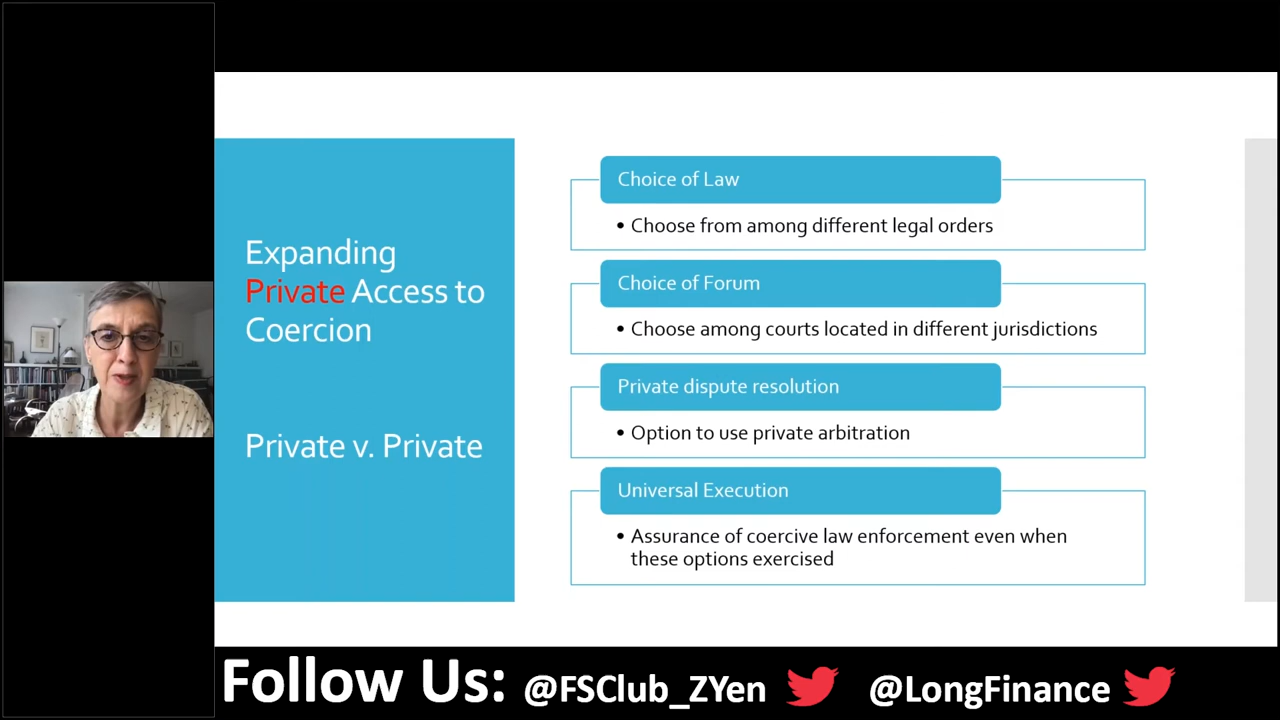 Expanding
Private Access to
Coercion
Private v. Private
Choice of Law
• Choose from among different legal orders
Choice of Forum
• Choose among courts located in different jurisdictions
Private dispute resolution
• Option to use private arbitration
Universal Execution
• Assurance of coercive law enforcement even when
these options exercised
Follow Us: @FSClub_ZYen @LongFinance